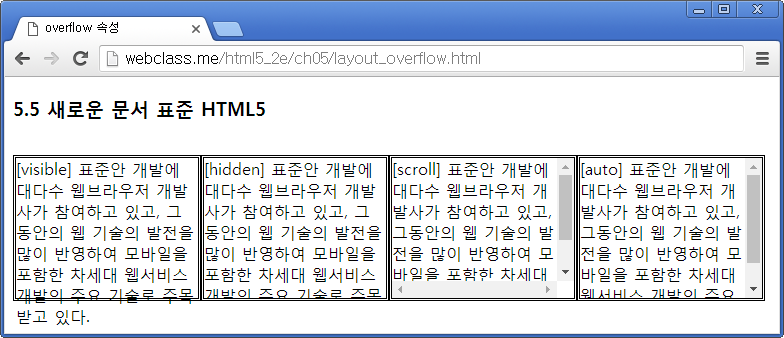 overflow 속성
webclass.me/html5_2e/ch05/layout_overflow.html
5.5 새로운 문서 표준 HTML5
[visible] 표준안 개발에
대다수 웹브라우저 개발
사가 참여하고 있고, 그
동안의 웹 기술의 발전을
많이 반영하여 모바일을
포함한 차세대 웹서비스
개발의 주요 기술로 주목
받고 있다.
[hidden] 표준안 개발에
대다수 웹브라우저 개발
사가 참여하고 있고, 그
동안의 웹 기술의 발전을
많이 반영하여 모바일을
포함한 차세대 웹서비스
개발의 주요 기술로 주목
[scroll] 표준안 개발에
대다수 웹브라우저 개
발사가 참여하고 있고,
그동안의 웹 기술의 발
전을 많이 반영하여 모
바일을 포함한 차세대
[auto] 표준안 개발에
대다수 웹브라우저 개
발사가 참여하고 있고,
그동안의 웹 기술의 발
전을 많이 반영하여 모
바일을 포함한 차세대
웹서비스 개발의 주요